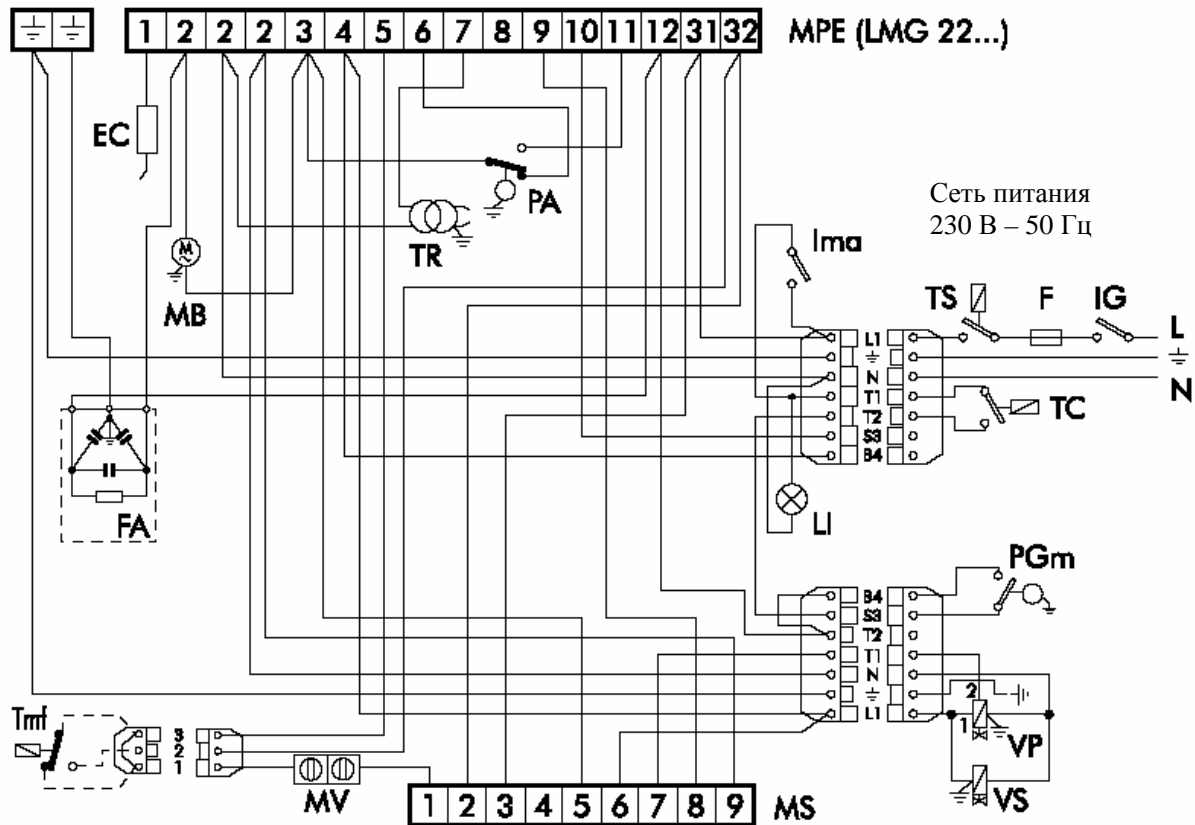 1 2 2 2 3 4 5 6 7 8 9 10 11 12 31 32 MPE (LMG 22...)
EC
PA
Сеть питания
230 В – 50 Гц
TR
Ima
M
MB
TS F IG
L1 L
N N
T1 TC
T2
S3
B4
FA
LI
PGm
B4
S3
T2
T1
N
2
L1 1 VP
Tmf
3
2
1
MV
VS
1 2 3 4 5 6 7 8 9 MS